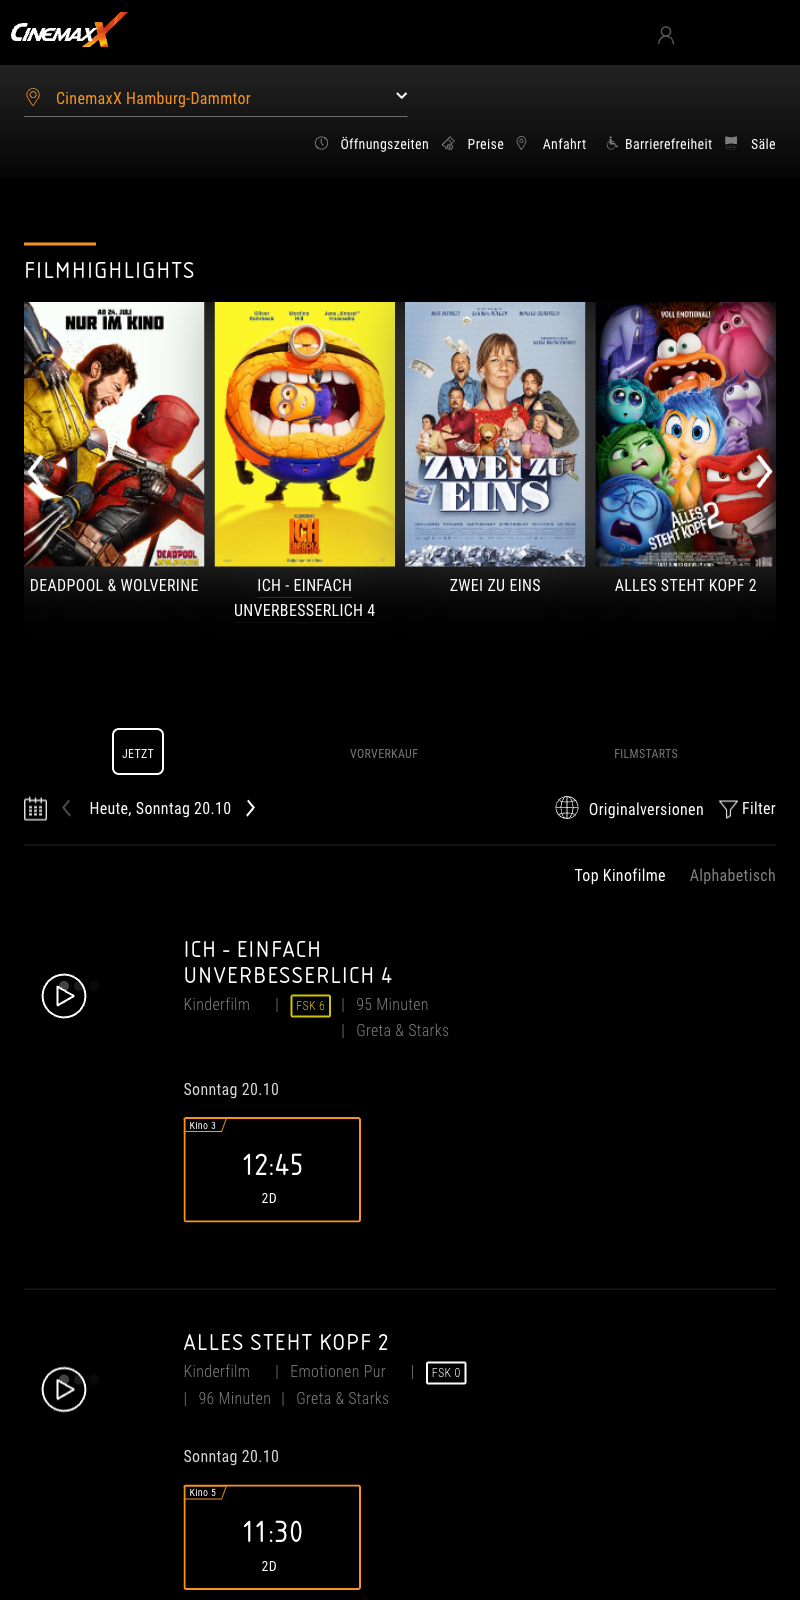 CINEMAXX
CinemaxX Hamburg-Dammtor
Öffnungszeiten Preise Anfahrt Barrierefreiheit Säle
FILMHIGHLIGHTS
AB 24. JULI
NUR IM KINO
DEADPOOL
ICH
ZWEI ZU
EINS
VOLL EMOTIONAL!
ALLES
STEHT KOPF 2
DEADPOOL & WOLVERINE
ICH - EINFACH
UNVERBESSERLICH 4
ZWEI ZU EINS
ALLES STEHT KOPF 2
JETZT VORVERKAUF FILMSTARTS
Heute, Sonntag 20.10 Originalversionen Filter
Top Kinofilme Alphabetisch
ICH - EINFACH
UNVERBESSERLICH 4
Kinderfilm | FSK 6 | 95 Minuten
| Greta & Starks
Sonntag 20.10
Kino 3
12:45
2D
ALLES STEHT KOPF 2
Kinderfilm | Emotionen Pur | FSK 0
| 96 Minuten | Greta & Starks
Sonntag 20.10
Kino 5
11:30
2D